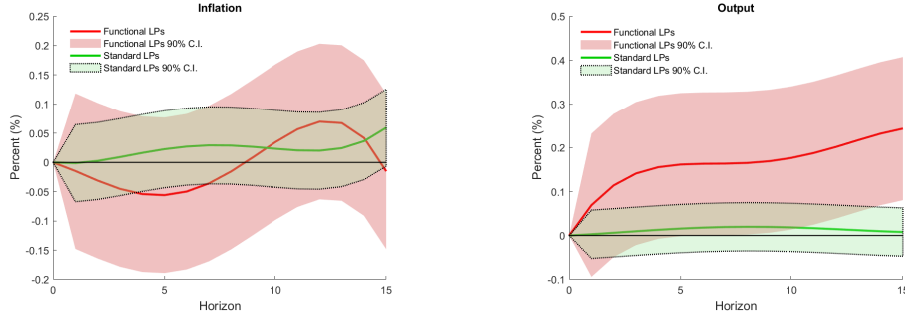 Inflation
Percent (%)
0.25
0.2
0.15
0.1
0.05
0
-0.05
-0.1
-0.15
-0.2
Functional LPs
Functional LPs 90% C.I.
Standard LPs
Standard LPs 90% C.I.
0 5 10 15
Horizon
Output
Percent (%)
0.5
0.4
0.3
0.2
0.1
0
-0.1
Functional LPs
Functional LPs 90% C.I.
Standard LPs
Standard LPs 90% C.I.
0 5 10 15
Horizon